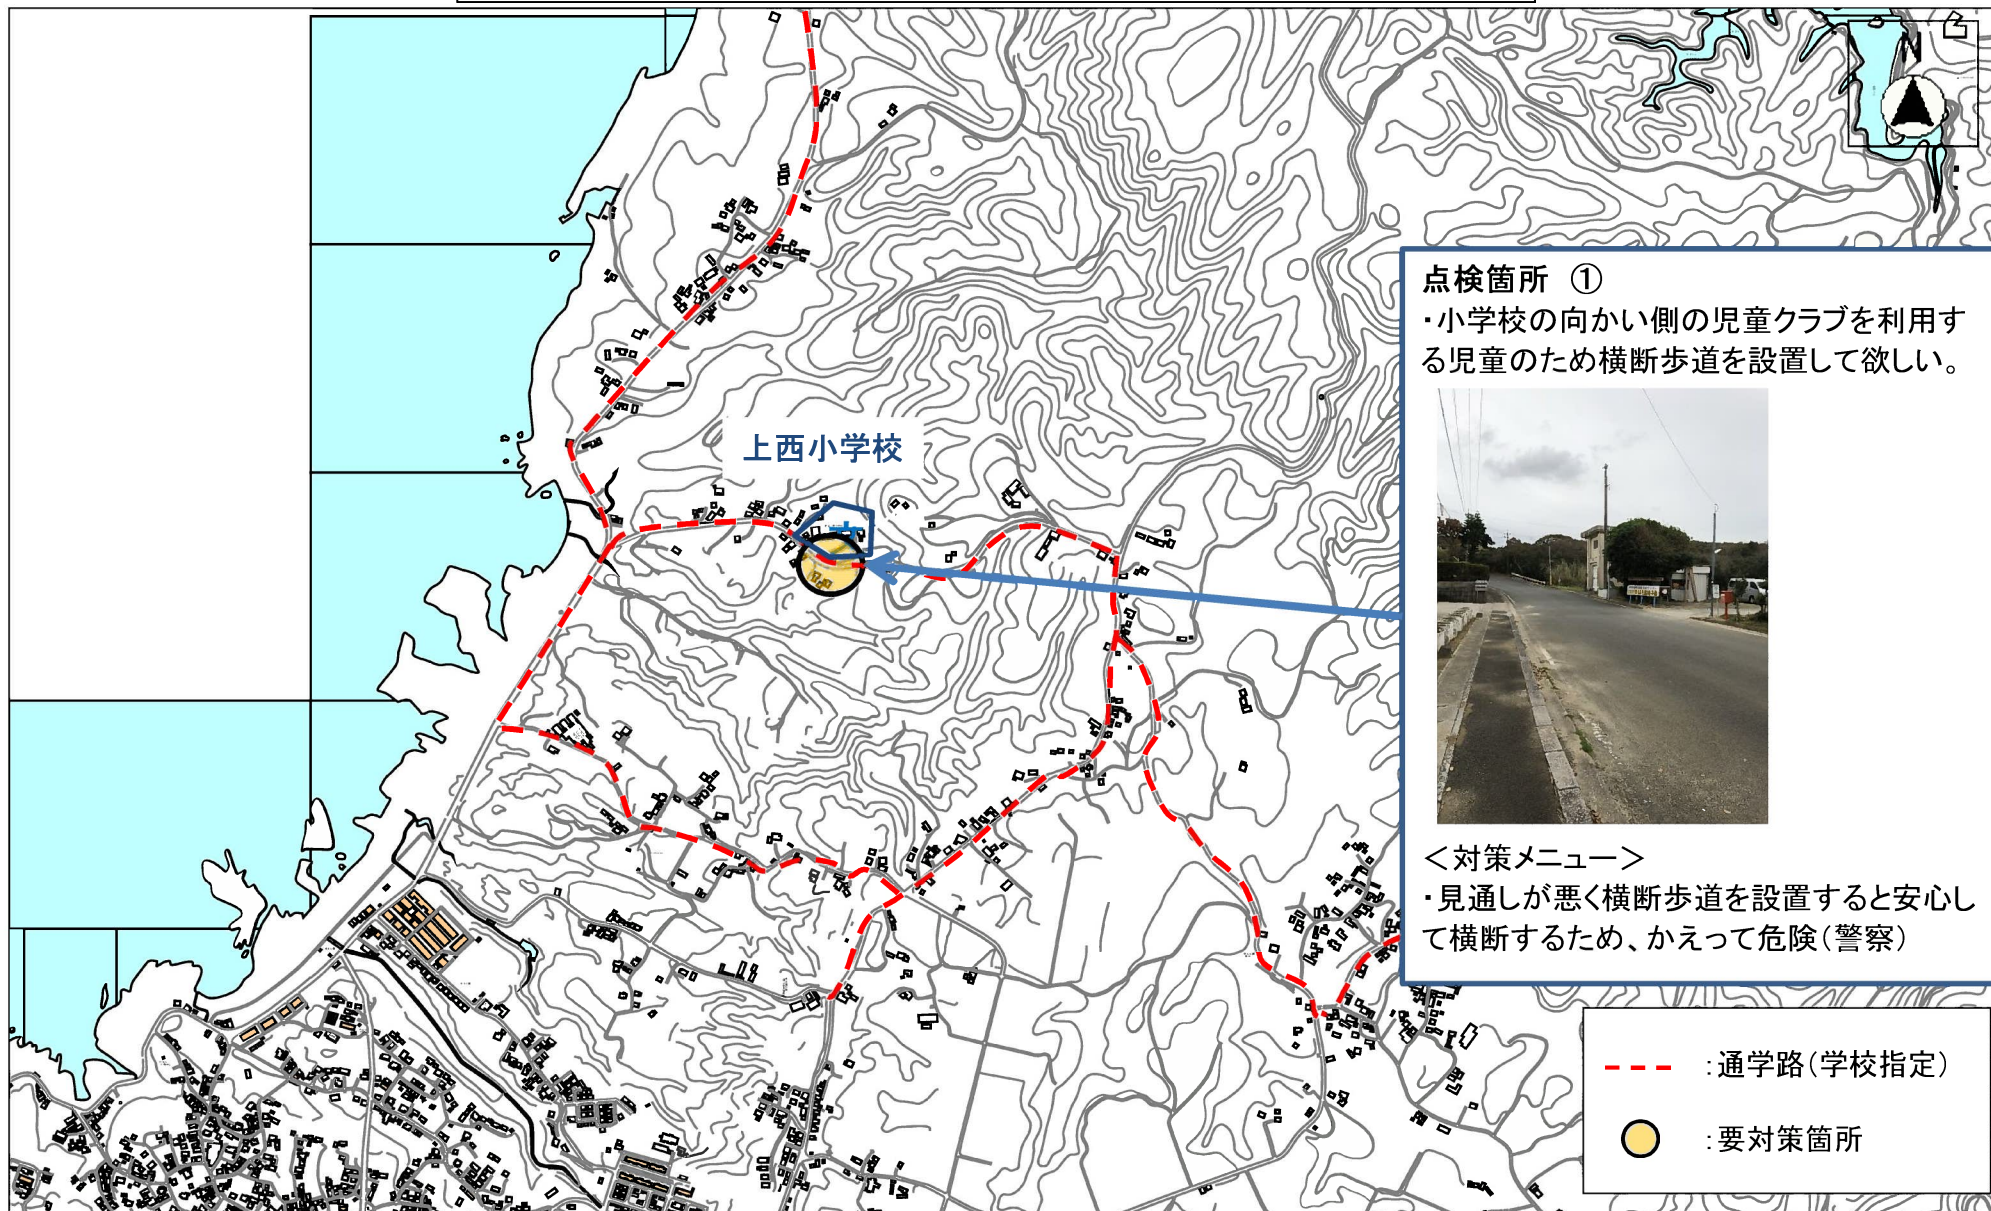 N
点検箇所 ①
・小学校の向かい側の児童クラブを利用す
る児童のため横断歩道を設置して欲しい。
上西小学校
<対策メニュー>
・見通しが悪く横断歩道を設置すると安心し
て横断するため、かえって危険(警察)
:通学路(学校指定)
:要対策箇所